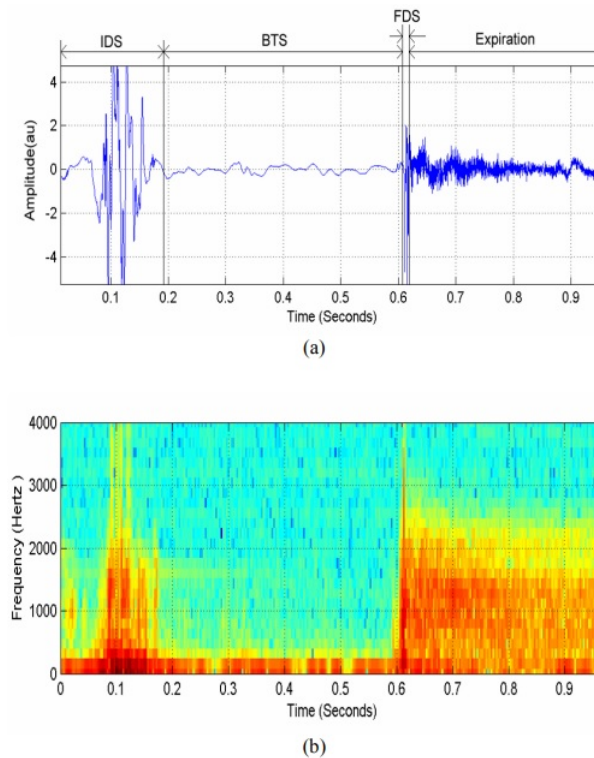 FDS
IDS BTS Expiration
4
2
0
-2
-4
Amplitude(au)
0.1 0.2 0.3 0.4 0.5 0.6 0.7 0.8 0.9
Time (Seconds)
(a)
4000
3000
2000
1000
0
Frequency (Hertz )
0 0.1 0.2 0.3 0.4 0.5 0.6 0.7 0.8 0.9
Time (Seconds)
(b)